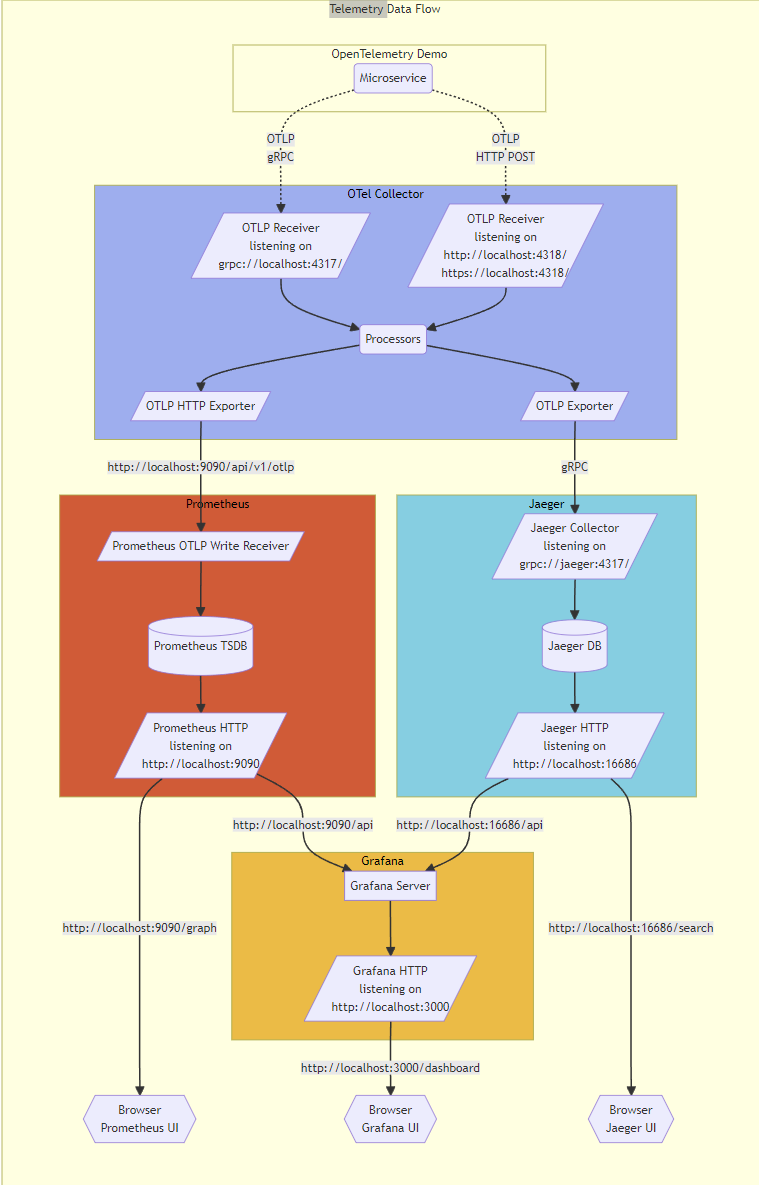 Telemetry Data Flow
OpenTelemetry Demo
Microservice
OTLP
gRPC
OTLP
HTTP POST
OTel Collector
OTLP Receiver
listening on
grpc://localhost:4317/
OTLP Receiver
listening on
http://localhost:4318/
https://localhost:4318/
Processors
OTLP HTTP Exporter
OTLP Exporter
http://localhost:9090/api/v1/otlp
gRPC
Prometheus
Prometheus OTLP Write Receiver
Prometheus TSDB
Prometheus HTTP
listening on
http://localhost:9090
Jaeger
Jaeger Collector
listening on
grpc://jaeger:4317/
Jaeger DB
Jaeger HTTP
listening on
http://localhost:16686
http://localhost:9090/api
http://localhost:16686/api
Grafana
Grafana Server
http://localhost:9090/graph
http://localhost:16686/search
Grafana HTTP
listening on
http://localhost:3000
http://localhost:3000/dashboard
Browser
Prometheus UI
Browser
Grafana UI
Browser
Jaeger UI